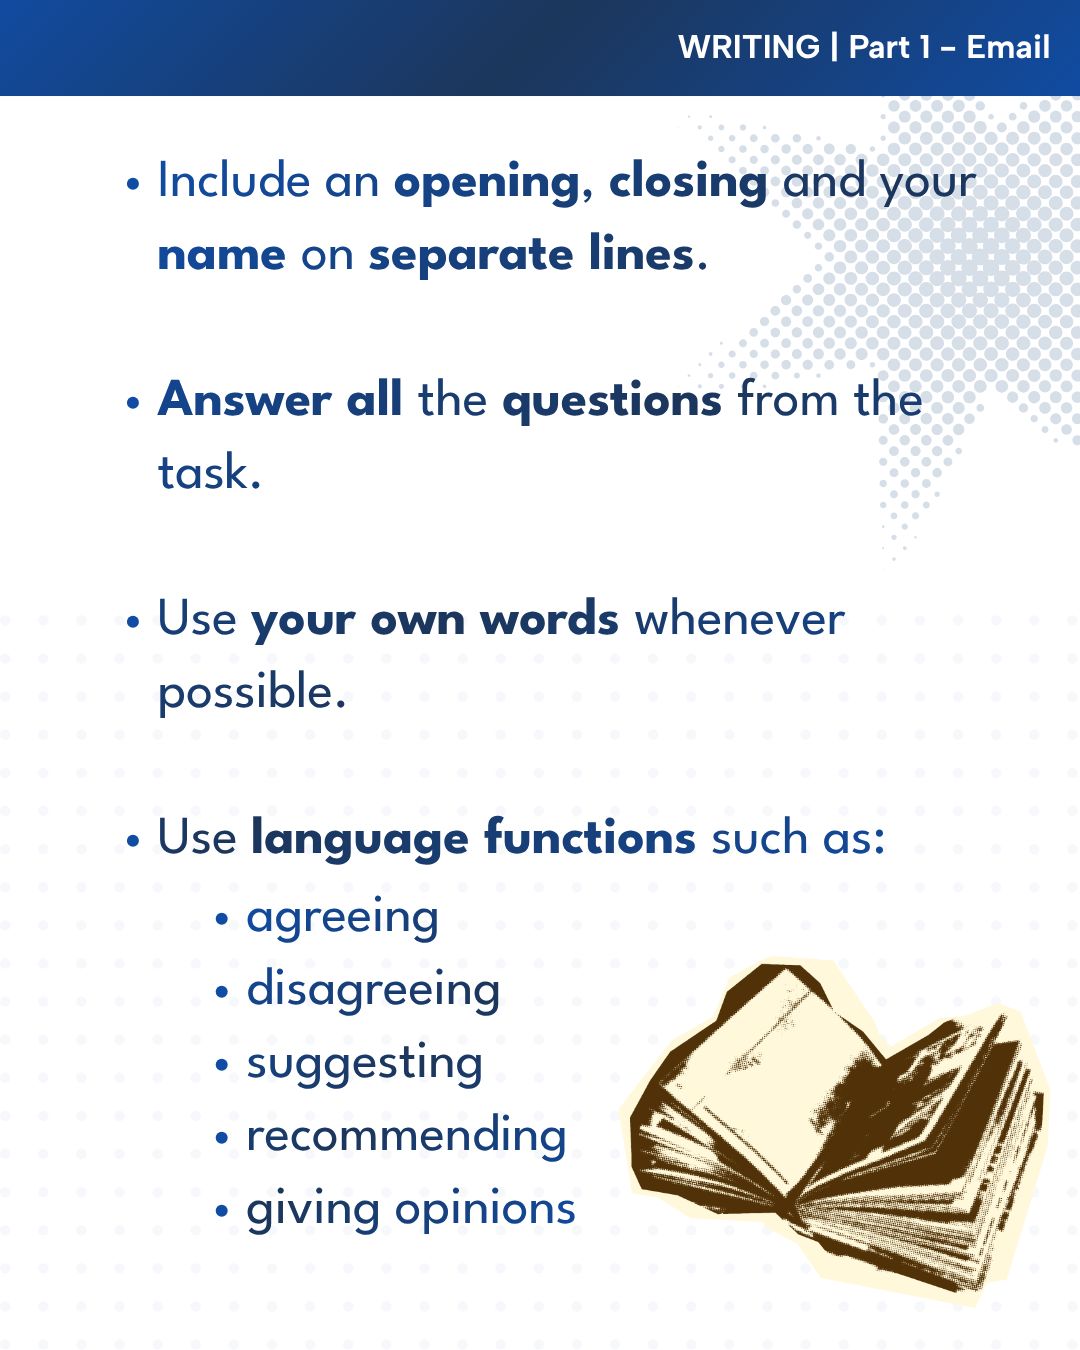 WRITING | Part 1 – Email
• Include an opening, closing and your
name on separate lines.
• Answer all the questions from the
task.
• Use your own words whenever
possible.
• Use language functions such as:
• agreeing
• disagreeing
• suggesting
• recommending
• giving opinions